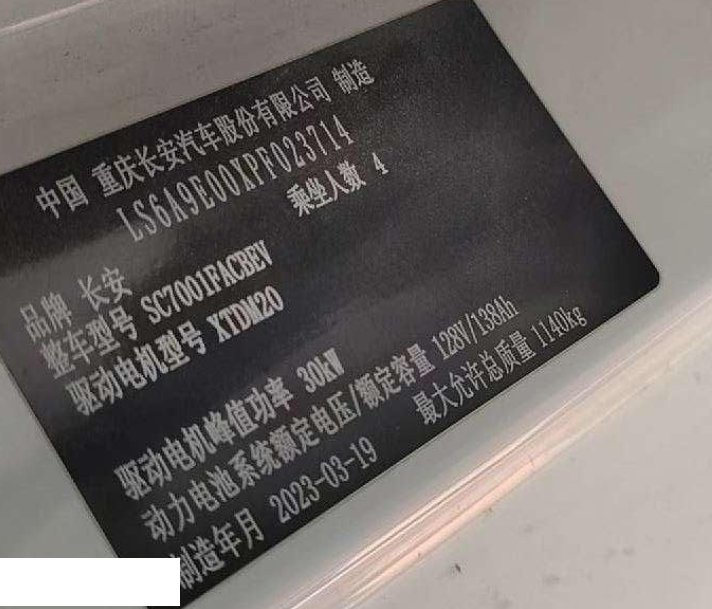 中国 重庆长安汽车股份有限公司 制造
LS6A9E00XPF023714
乘坐人数 4
品牌 长安
整车型号 SC7001FACBEV
驱动电机型号 XTDM20
驱动电机峰值功率 30kW
动力电池系统额定电压/额定容量 128V/138Ah
制造年月 2023-03-19 最大允许总质量 1140kg